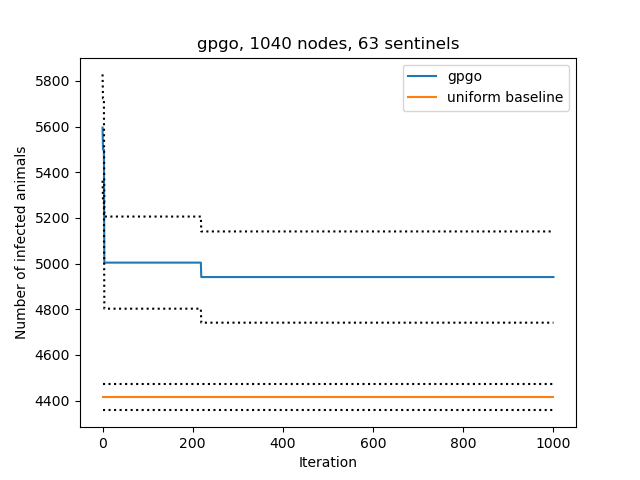 gpgo, 1040 nodes, 63 sentinels
gpgo
uniform baseline
5800
5600
5400
5200
5000
4800
4600
4400
Number of infected animals
0 200 400 600 800 1000
Iteration